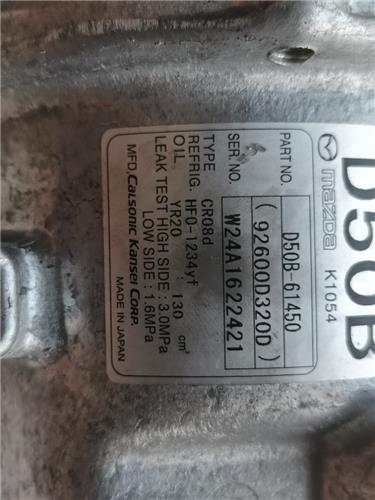 D50B
mazda K1054
PART NO. D50B-61450
(92600D320D)
SER NO. W24A1622421
TYPE CR08d
REFRIG. HFO-1234yf
OIL YR20 : 130 cm³
LEAK TEST HIGH SIDE : 3.0MPa
LOW SIDE : 1.6MPa
MFD. CALSONIC KANSEI CORP.
MADE IN JAPAN